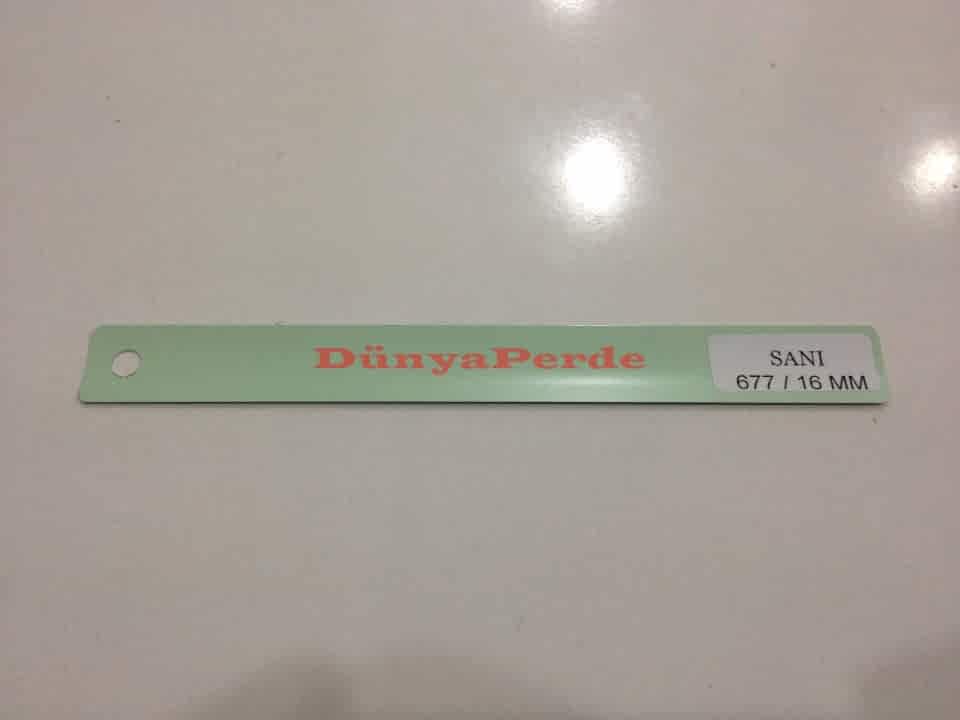 DünyaPerde
SANI
677 / 16 MM